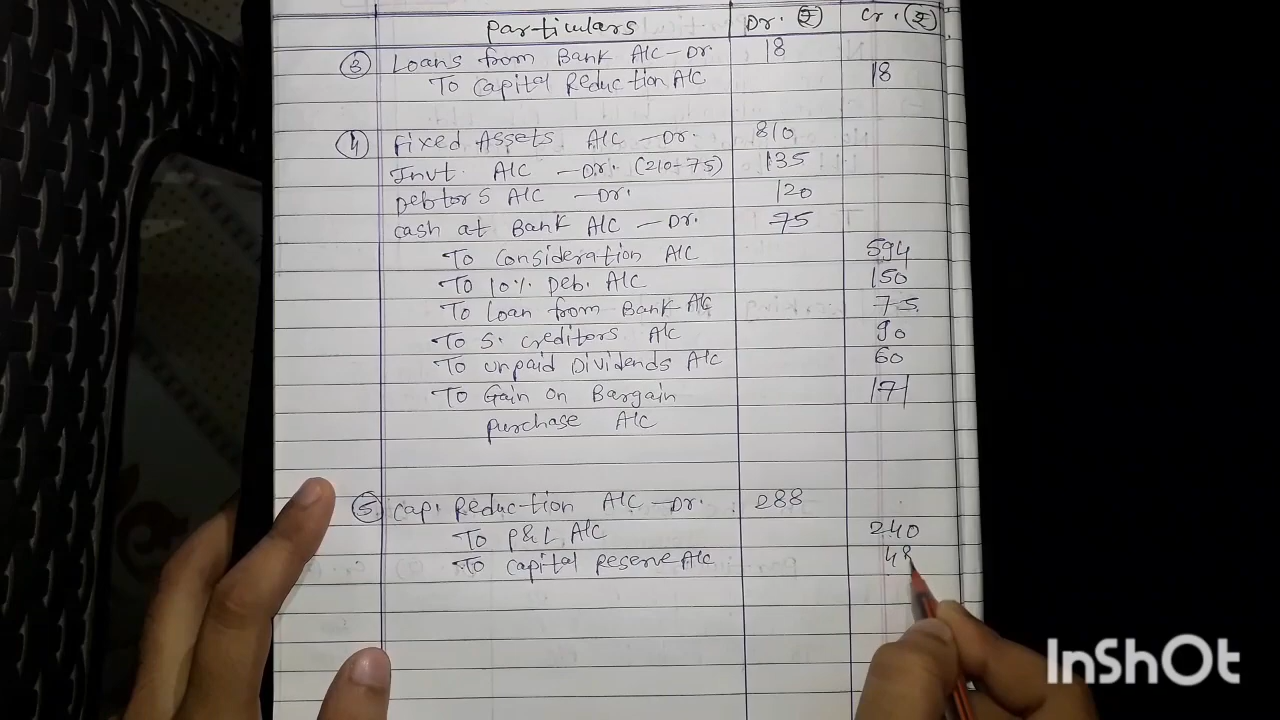 Particulars Dr. (₹) Cr. (₹)
③ Loans from Bank A/C - Dr. 18
To Capital Reduction A/C 18
④ Fixed Assets A/C - Dr. 810
Invt. A/C - Dr. (210-75) 135
Debtors A/C - Dr. 120
cash at Bank A/C - Dr. 75
To Consideration A/C 594
To 10% Deb. A/C 150
To Loan from Bank A/C 75
To S. creditors A/C 90
To unpaid Dividends A/C 60
To Gain on Bargain 171
purchase A/C
⑤ Cap. Reduction A/C - Dr. 288
To P&L A/C 240
To Capital Reserve A/C 48
InShOt